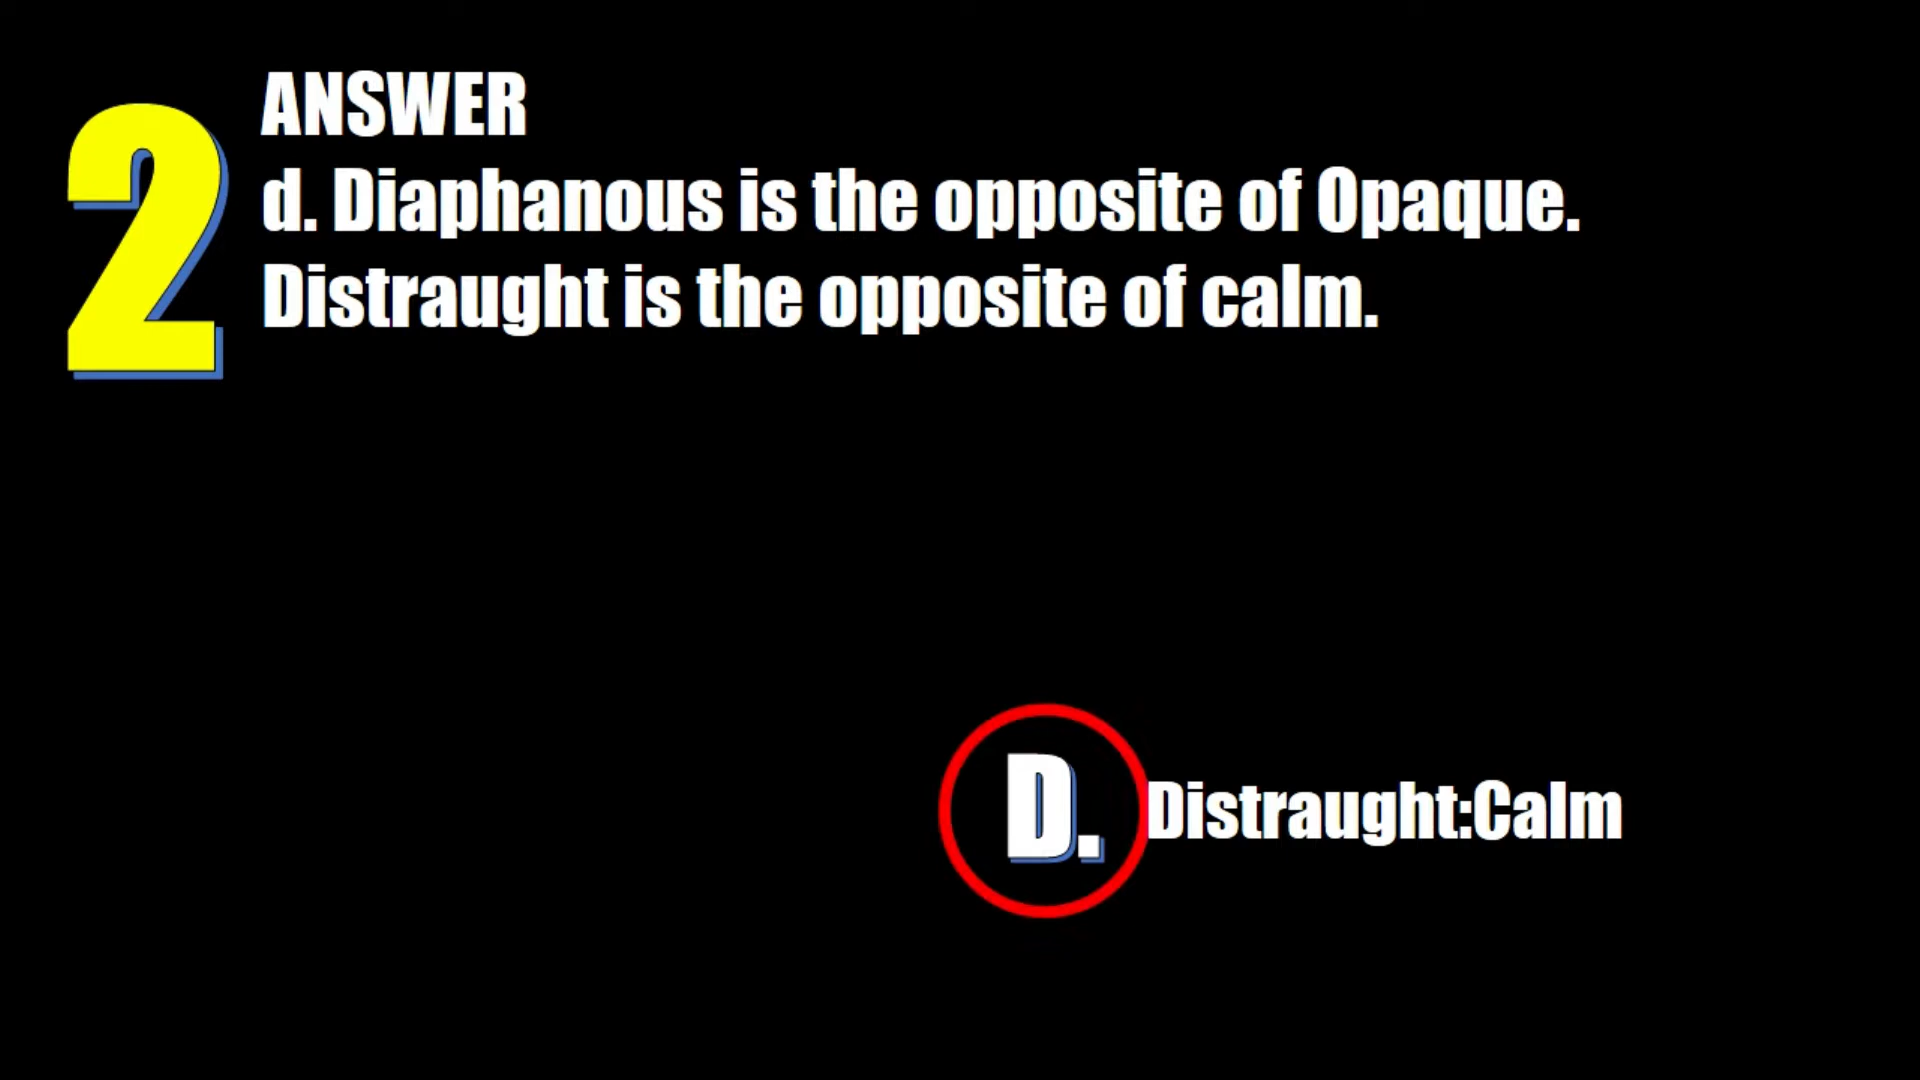 2
ANSWER
d. Diaphanous is the opposite of Opaque.
Distraught is the opposite of calm.
D. Distraught:Calm